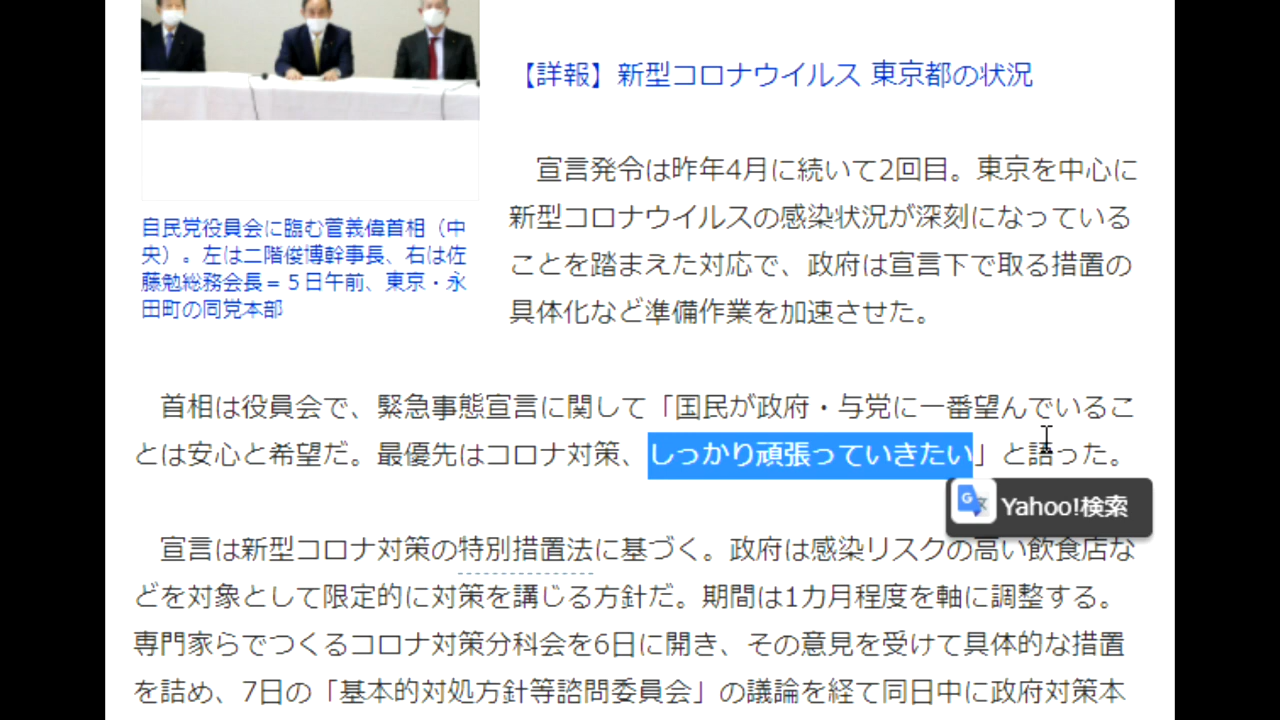 【詳報】新型コロナウイルス 東京都の状況
宣言発令は昨年4月に続いて2回目。東京を中心に
新型コロナウイルスの感染状況が深刻になっている
ことを踏まえた対応で、政府は宣言下で取る措置の
具体化など準備作業を加速させた。
自民党役員会に臨む菅義偉首相（中
央）。左は二階俊博幹事長、右は佐
藤勉総務会長＝５日午前、東京・永
田町の同党本部
首相は役員会で、緊急事態宣言に関して「国民が政府・与党に一番望んでいるこ
とは安心と希望だ。最優先はコロナ対策、しっかり頑張っていきたい」と語った。
Yahoo!検索
宣言は新型コロナ対策の特別措置法に基づく。政府は感染リスクの高い飲食店な
どを対象として限定的に対策を講じる方針だ。期間は1カ月程度を軸に調整する。
専門家らでつくるコロナ対策分科会を6日に開き、その意見を受けて具体的な措置
を詰め、7日の「基本的対処方針等諮問委員会」の議論を経て同日中に政府対策本